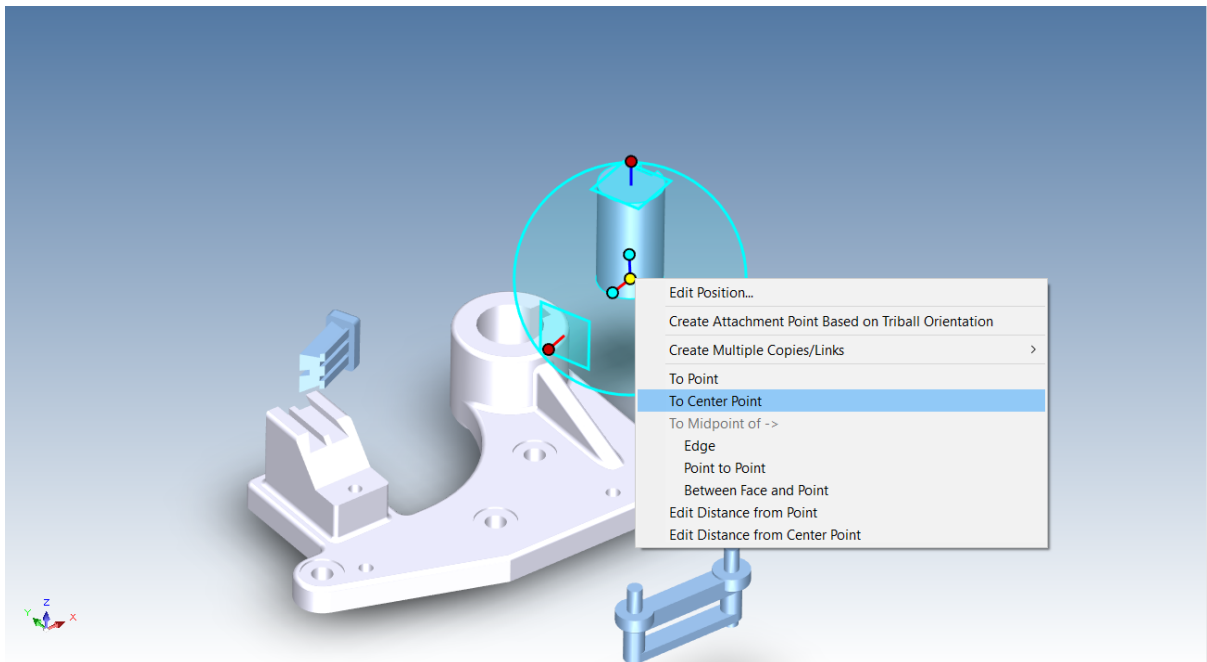 Edit Position...
Create Attachment Point Based on Triball Orientation
Create Multiple Copies/Links
To Point
To Center Point
To Midpoint of ->
Edge
Point to Point
Between Face and Point
Edit Distance from Point
Edit Distance from Center Point
Z
Y
X